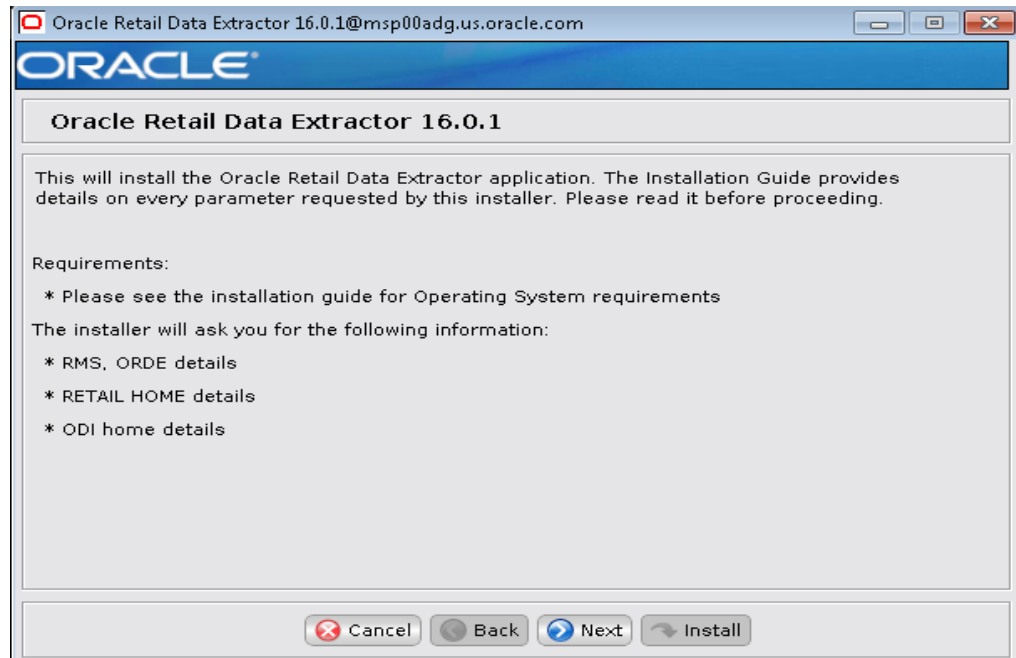 Oracle Retail Data Extractor 16.0.1@msp00adg.us.oracle.com
ORACLE®
Oracle Retail Data Extractor 16.0.1
This will install the Oracle Retail Data Extractor application. The Installation Guide provides
details on every parameter requested by this installer. Please read it before proceeding.
Requirements:
* Please see the installation guide for Operating System requirements
The installer will ask you for the following information:
* RMS, ORDE details
* RETAIL HOME details
* ODI home details
Cancel Back Next Install